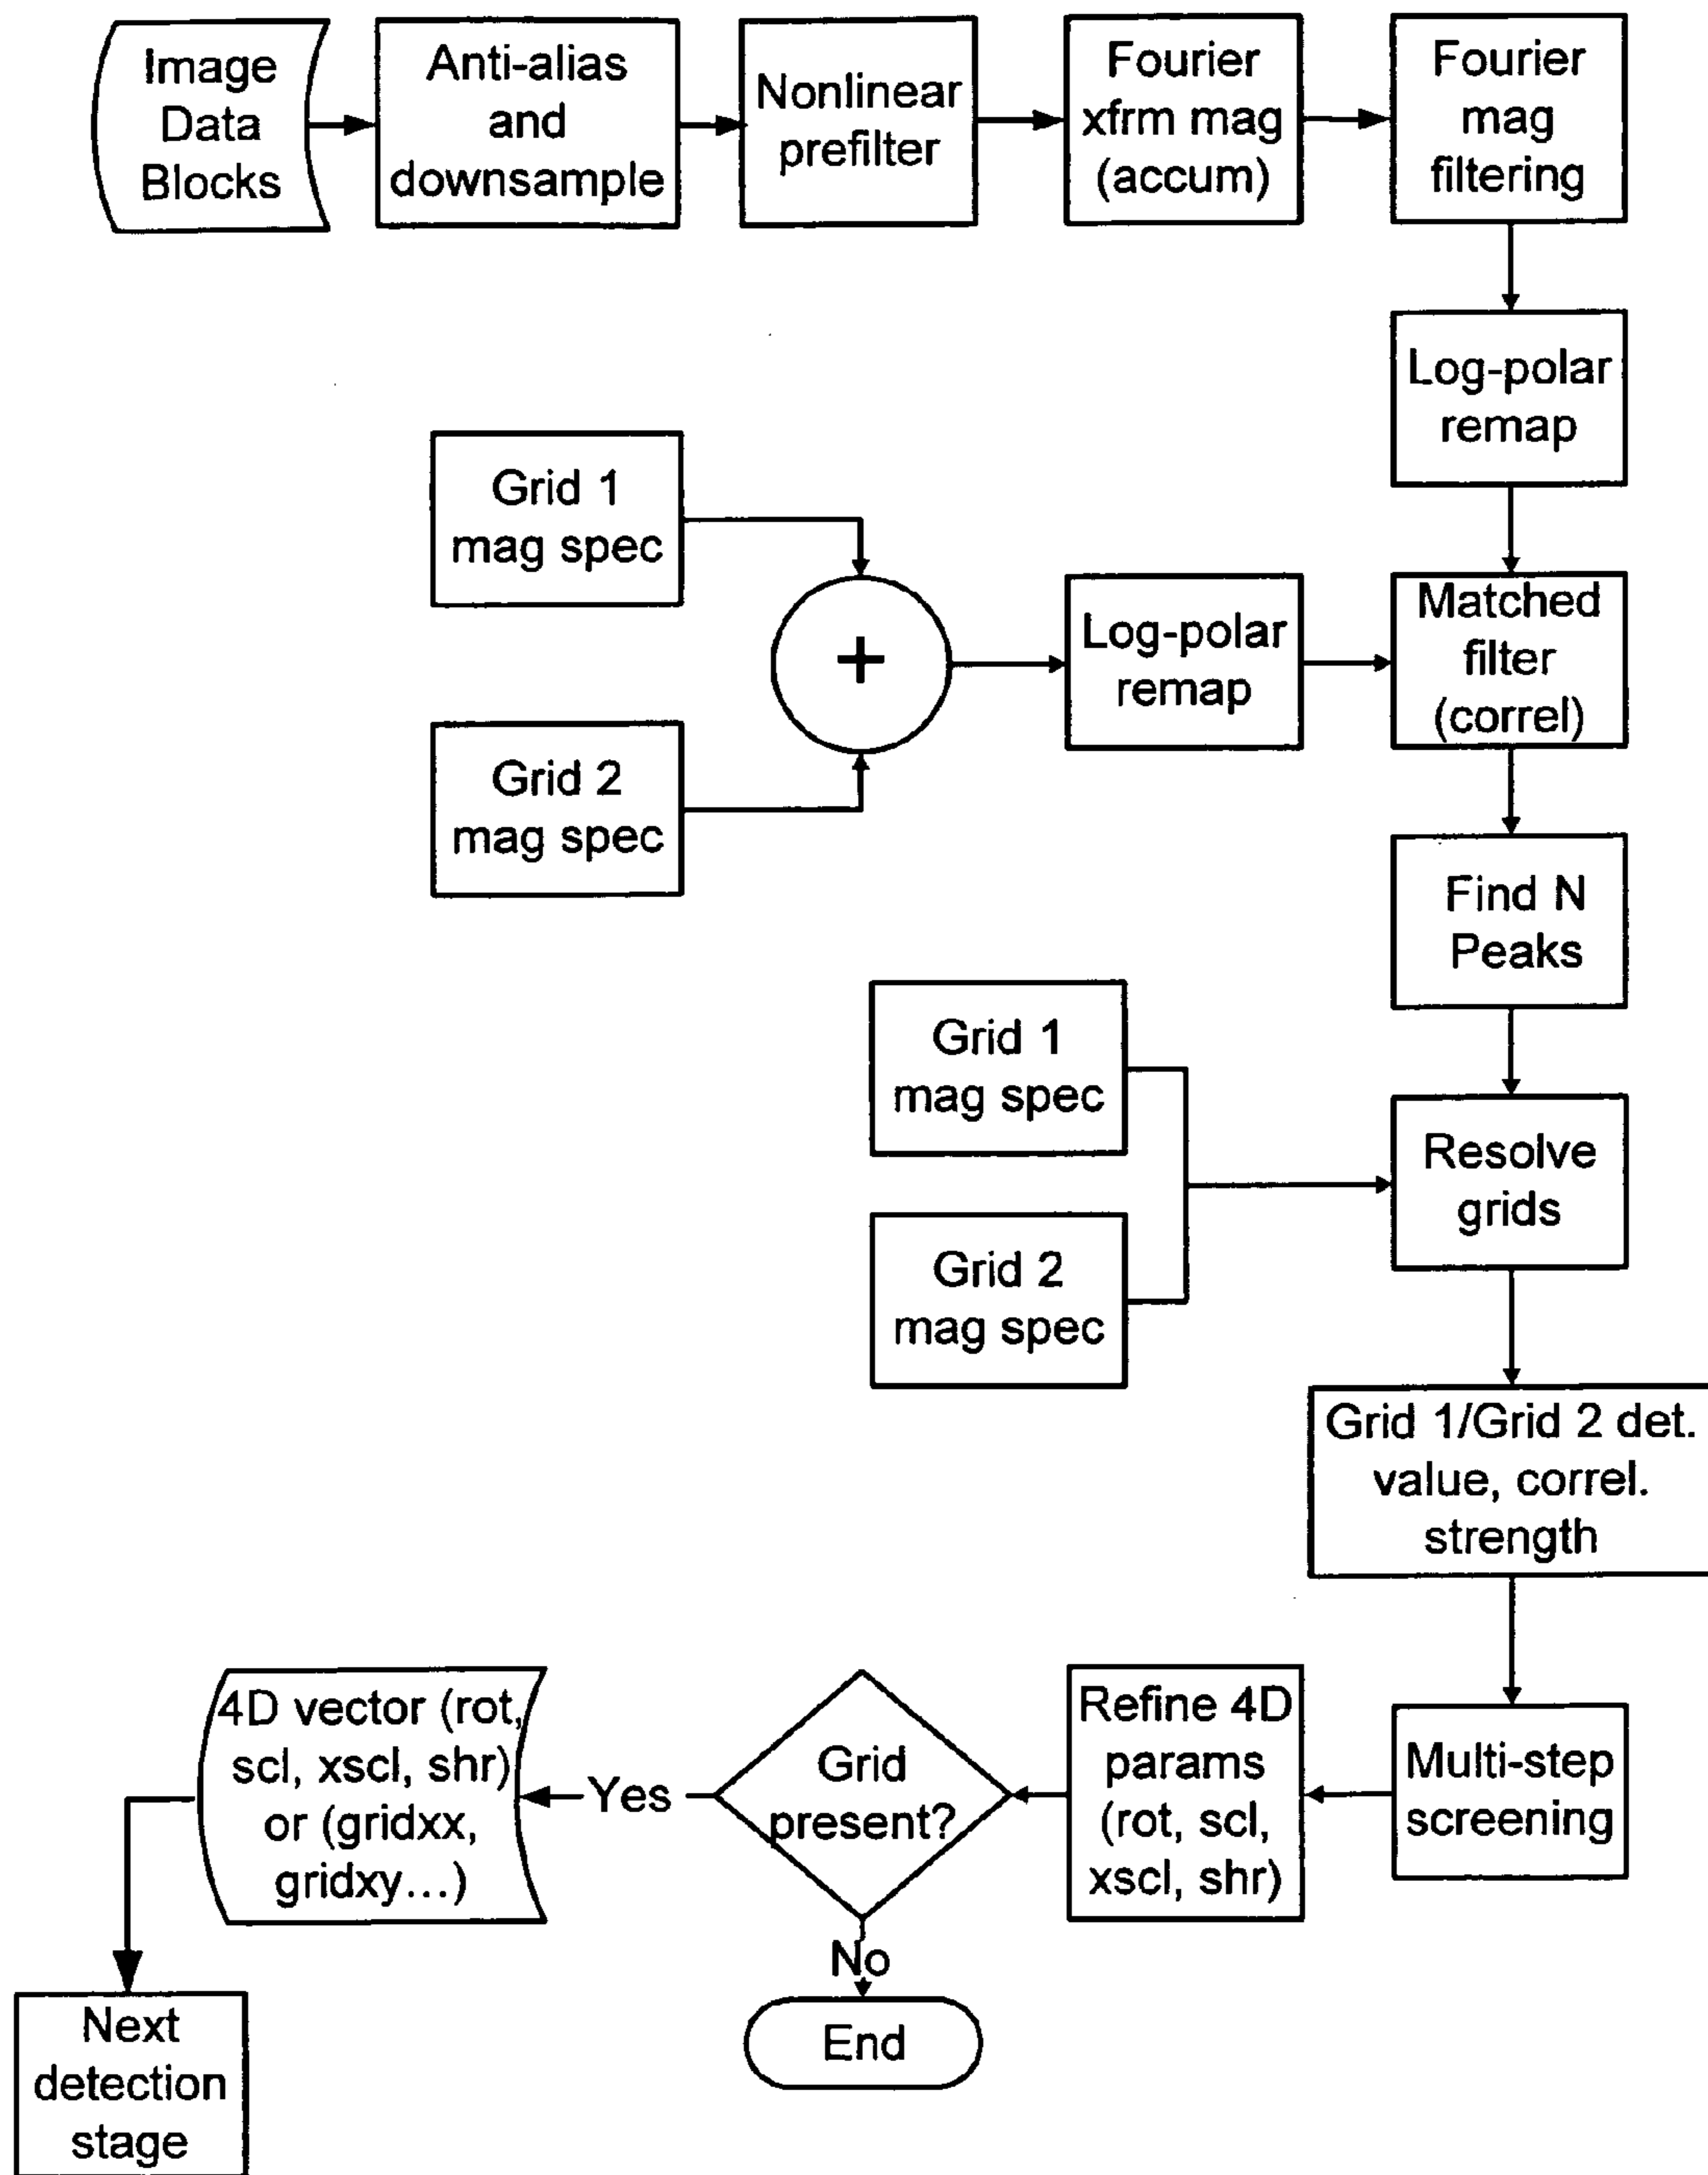 Image
Data
Blocks
Anti-alias
and
downsample
Nonlinear
prefilter
Fourier
xfrm mag
(accum)
Fourier
mag
filtering
Log-polar
remap
Grid 1
mag spec
+
Grid 2
mag spec
Log-polar
remap
Matched
filter
(correl)
Find N
Peaks
Grid 1
mag spec
Grid 2
mag spec
Resolve
grids
Grid 1/Grid 2 det.
value, correl.
strength
Multi-step
screening
Refine 4D
params
(rot, scl,
xscl, shr)
Grid
present?
Yes
No
End
4D vector (rot,
scl, xscl, shr)
or (gridxx,
gridxy...)
Next
detection
stage